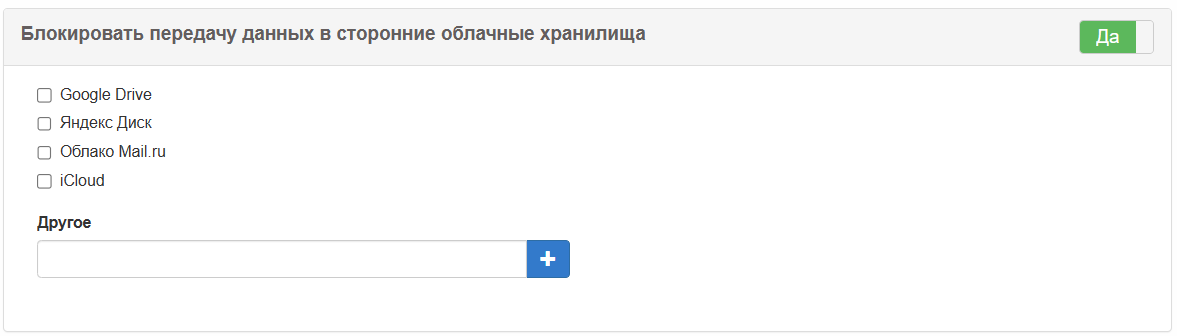 Блокировать передачу данных в сторонние облачные хранилища
Да
Google Drive
Яндекс Диск
Облако Mail.ru
iCloud
Другое